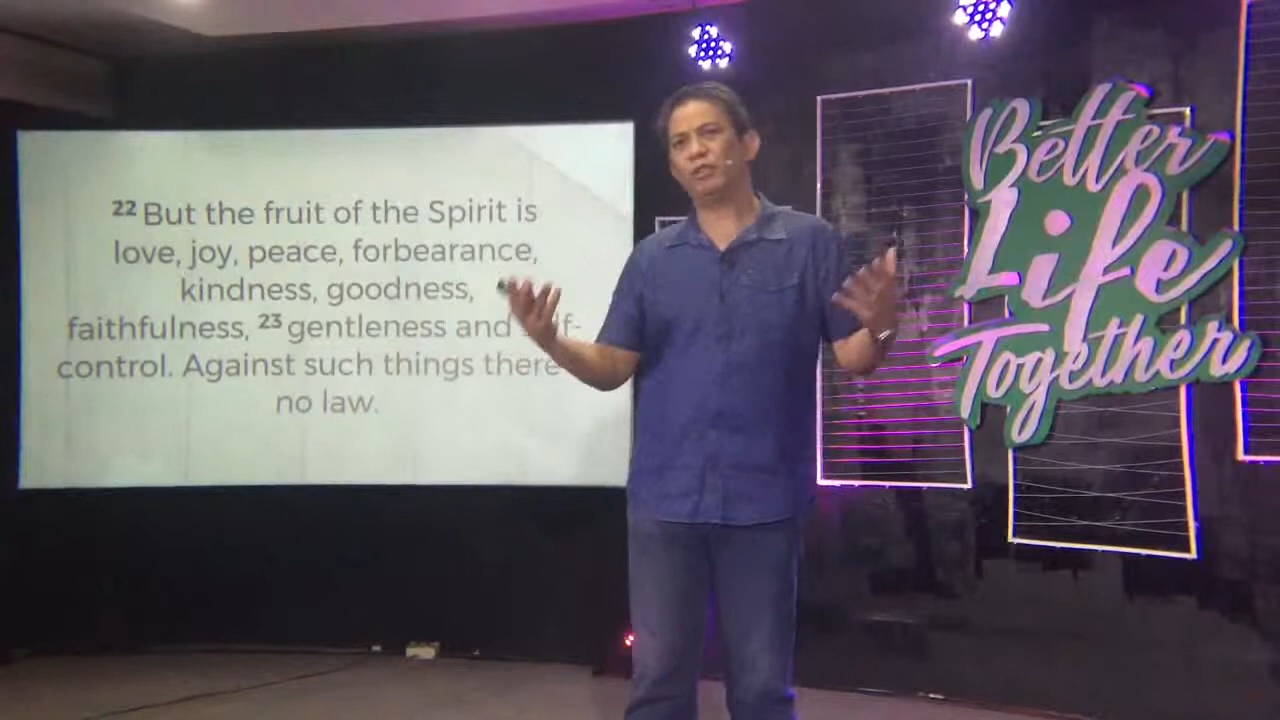 22 But the fruit of the Spirit is
love, joy, peace, forbearance,
kindness, goodness,
faithfulness, 23 gentleness and
control. Against such things there
no law.
Better
Life
Together